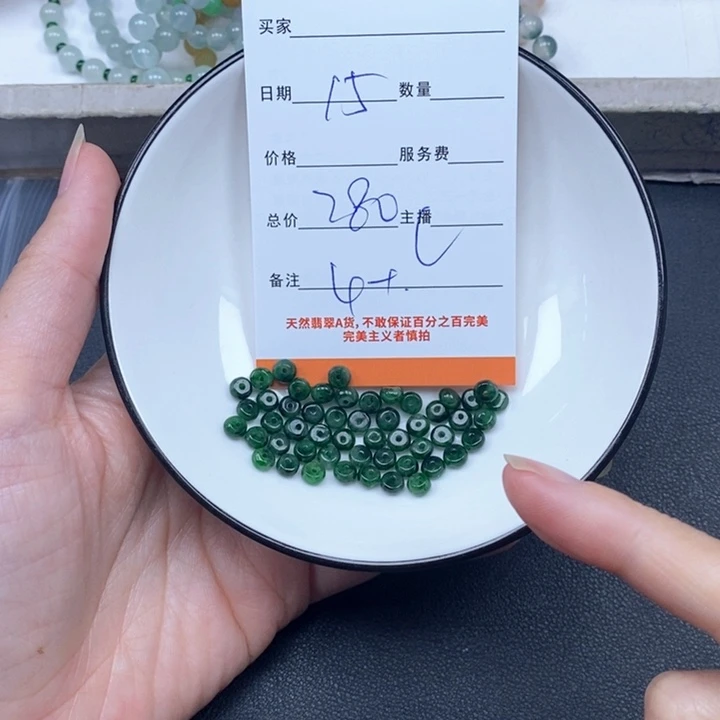 买家
日期 15 数量
价格 服务费
总价 280 主播
备注
天然翡翠A货，不敢保证百分之百完美
完美主义者慎拍